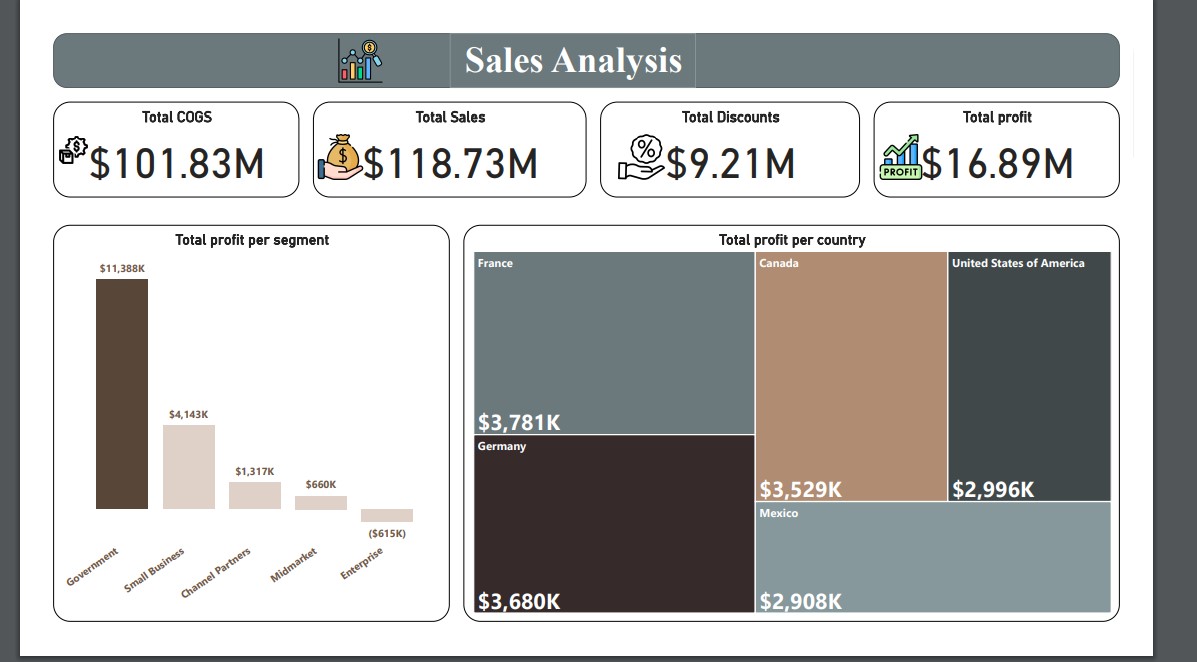 Sales Analysis
Total COGS
$101.83M
Total Sales
$118.73M
Total Discounts
$9.21M
Total profit
PROFIT
$16.89M
Total profit per segment
$11,388K
$4,143K
$1,317K
$660K
($615K)
Government
Small Business
Channel Partners
Midmarket
Enterprise
Total profit per country
France
$3,781K
Germany
$3,680K
Canada
$3,529K
United States of America
$2,996K
Mexico
$2,908K